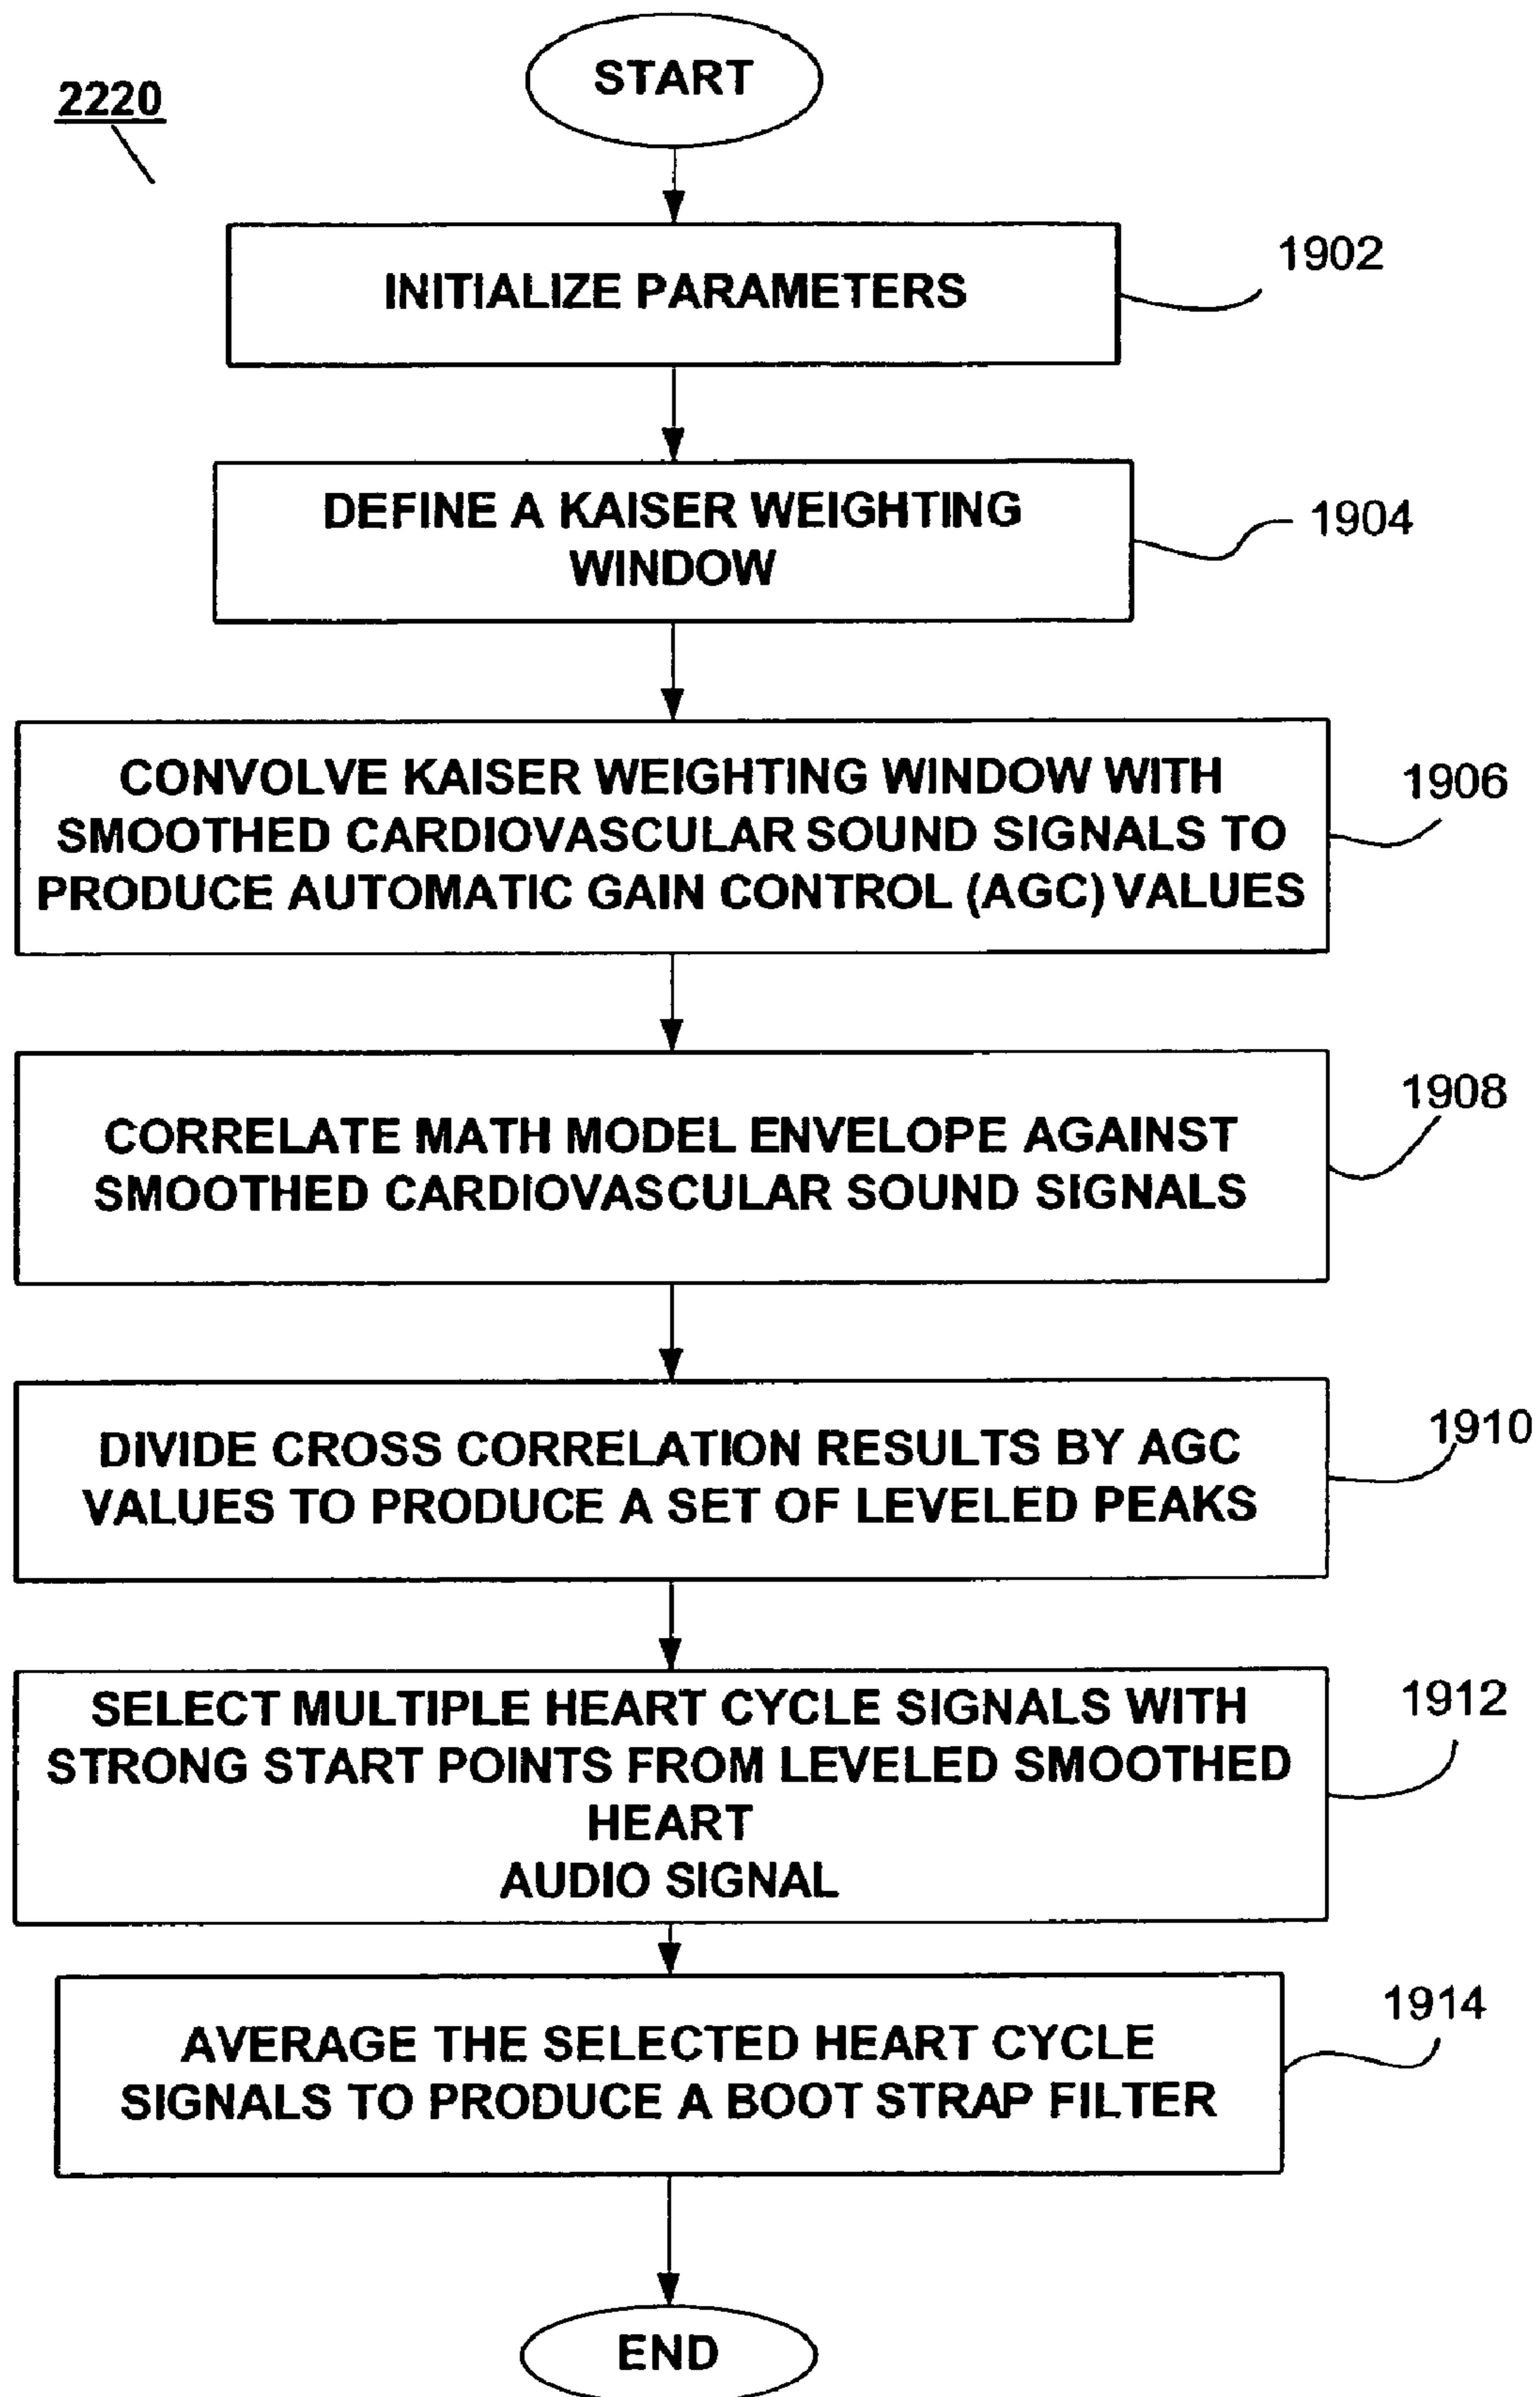 START
2220
INITIALIZE PARAMETERS
1902
DEFINE A KAISER WEIGHTING
WINDOW
1904
CONVOLVE KAISER WEIGHTING WINDOW WITH
SMOOTHED CARDIOVASCULAR SOUND SIGNALS TO
PRODUCE AUTOMATIC GAIN CONTROL (AGC) VALUES
1906
CORRELATE MATH MODEL ENVELOPE AGAINST
SMOOTHED CARDIOVASCULAR SOUND SIGNALS
1908
DIVIDE CROSS CORRELATION RESULTS BY AGC
VALUES TO PRODUCE A SET OF LEVELED PEAKS
1910
SELECT MULTIPLE HEART CYCLE SIGNALS WITH
STRONG START POINTS FROM LEVELED SMOOTHED
HEART
AUDIO SIGNAL
1912
AVERAGE THE SELECTED HEART CYCLE
SIGNALS TO PRODUCE A BOOT STRAP FILTER
1914
END